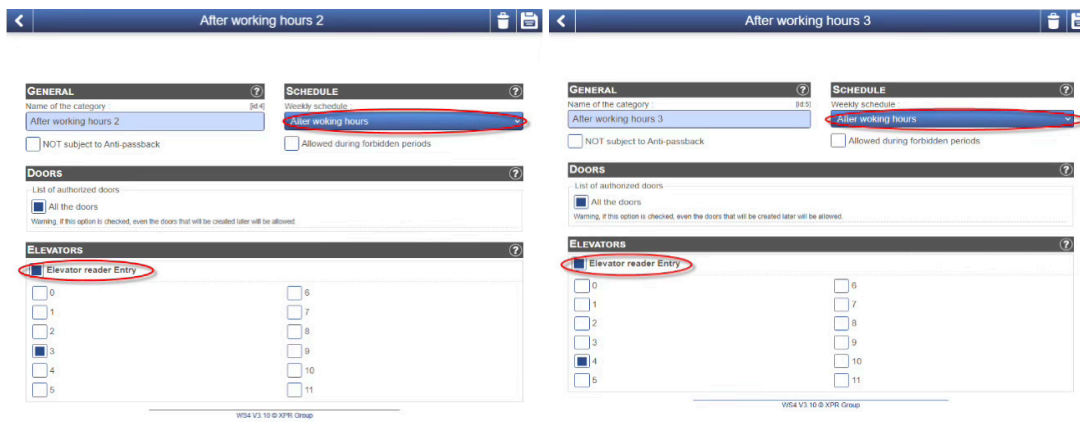 After working hours 2
GENERAL ?
Name of the category : [Id:4]
After working hours 2
NOT subject to Anti-passback
SCHEDULE ?
Weekly schedule :
After woking hours
Allowed during forbidden periods
DOORS ?
List of authorized doors
All the doors
Warning, if this option is checked, even the doors that will be created later will be allowed.
ELEVATORS ?
Elevator reader Entry
0
1
2
3
4
5
6
7
8
9
10
11
WS4 V3.10 © XPR Group
After working hours 3
GENERAL ?
Name of the category : [Id:5]
After working hours 3
NOT subject to Anti-passback
SCHEDULE ?
Weekly schedule :
After woking hours
Allowed during forbidden periods
DOORS ?
List of authorized doors
All the doors
Warning, if this option is checked, even the doors that will be created later will be allowed.
ELEVATORS ?
Elevator reader Entry
0
1
2
3
4
5
6
7
8
9
10
11
WS4 V3.10 © XPR Group